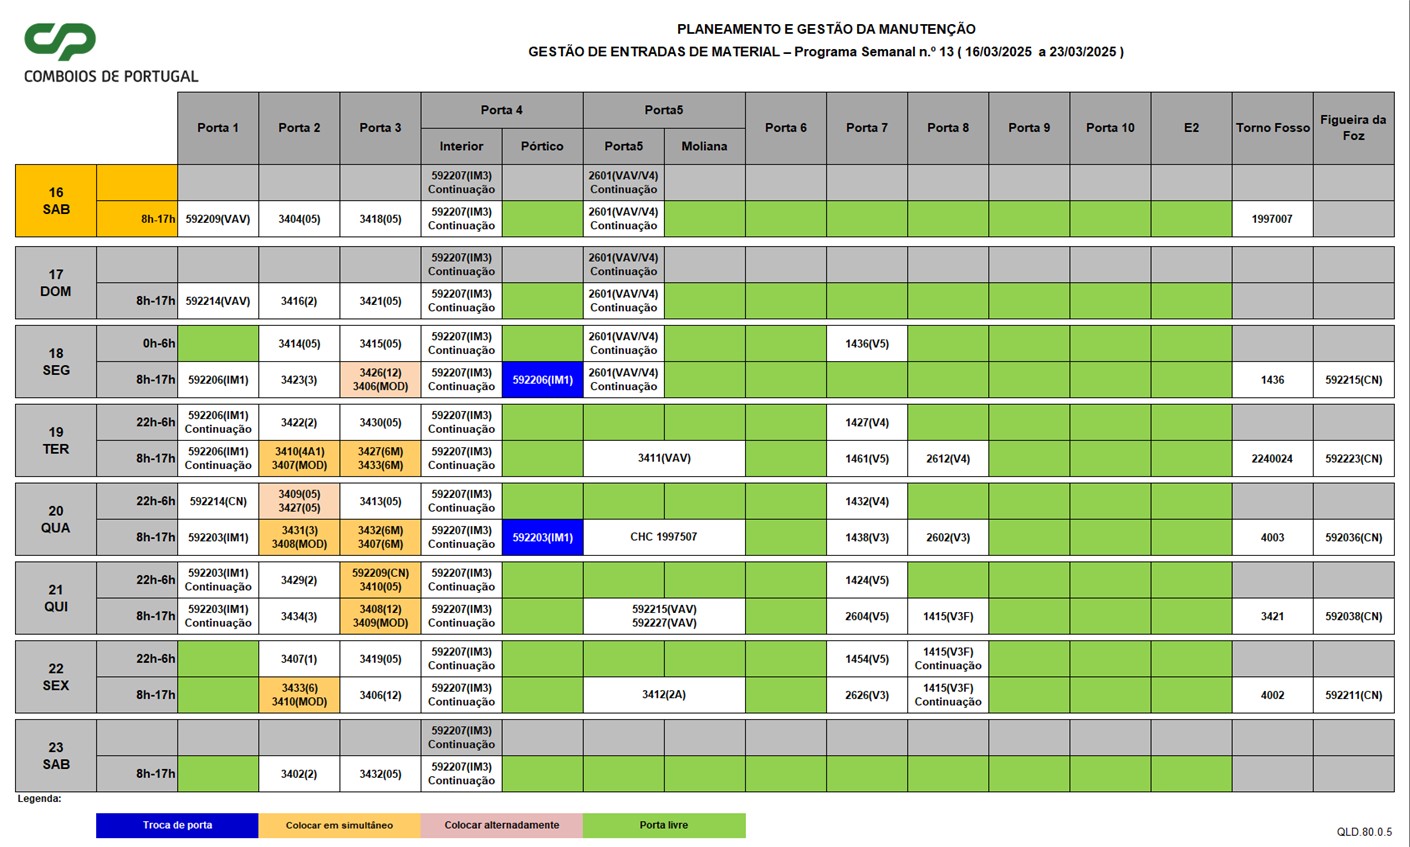 COMBOIOS DE PORTUGAL
PLANEAMENTO E GESTÃO DA MANUTENÇÃO
GESTÃO DE ENTRADAS DE MATERIAL – Programa Semanal n.º 13 ( 16/03/2025 a 23/03/2025 )
Porta 1 Porta 2 Porta 3 Porta 4 Porta5 Porta 6 Porta 7 Porta 8 Porta 9 Porta 10 E2 Torno Fosso Figueira da
Foz
Interior Pórtico Porta5 Moliana
16
SAB
592207(IM3) 2601(VAV/V4)
Continuação Continuação
8h-17h 592209(VAV) 3404(05) 3418(05) 592207(IM3) 2601(VAV/V4) 1997007
Continuação Continuação
17
DOM
592207(IM3) 2601(VAV/V4)
Continuação Continuação
8h-17h 592214(VAV) 3416(2) 3421(05) 592207(IM3) 2601(VAV/V4)
Continuação Continuação
18
SEG
0h-6h 3414(05) 3415(05) 592207(IM3) 2601(VAV/V4) 1436(V5)
Continuação Continuação
8h-17h 592206(IM1) 3423(3) 3426(12) 592207(IM3) 592206(IM1) 2601(VAV/V4) 1436 592215(CN)
3406(MOD) Continuação Continuação
19
TER
22h-6h 592206(IM1) 3422(2) 3430(05) 592207(IM3) 1427(V4)
Continuação Continuação
8h-17h 592206(IM1) 3410(4A1) 3427(6M) 592207(IM3) 3411(VAV) 1461(V5) 2612(V4) 2240024 592223(CN)
Continuação 3407(MOD) 3433(6M) Continuação
20
QUA
22h-6h 592214(CN) 3409(05) 3413(05) 592207(IM3) 1432(V4)
3427(05) Continuação
8h-17h 592203(IM1) 3431(3) 3432(6M) 592207(IM3) 592203(IM1) CHC 1997507 1438(V3) 2602(V3) 4003 592036(CN)
3408(MOD) 3407(6M) Continuação
21
QUI
22h-6h 592203(IM1) 3429(2) 592209(CN) 592207(IM3) 1424(V5)
Continuação 3410(05) Continuação
8h-17h 592203(IM1) 3434(3) 3408(12) 592207(IM3) 592215(VAV) 2604(V5) 1415(V3F) 3421 592038(CN)
Continuação 3409(MOD) Continuação 592227(VAV)
22
SEX
22h-6h 3407(1) 3419(05) 592207(IM3) 1454(V5) 1415(V3F)
Continuação Continuação
8h-17h 3433(6) 3406(12) 592207(IM3) 3412(2A) 2626(V3) 1415(V3F) 4002 592211(CN)
3410(MOD) Continuação Continuação
23
SAB
592207(IM3)
Continuação
8h-17h 3402(2) 3432(05) 592207(IM3)
Continuação
Legenda:
Troca de porta Colocar em simultáneo Colocar alternadamente Porta livre
QLD.80.0.5